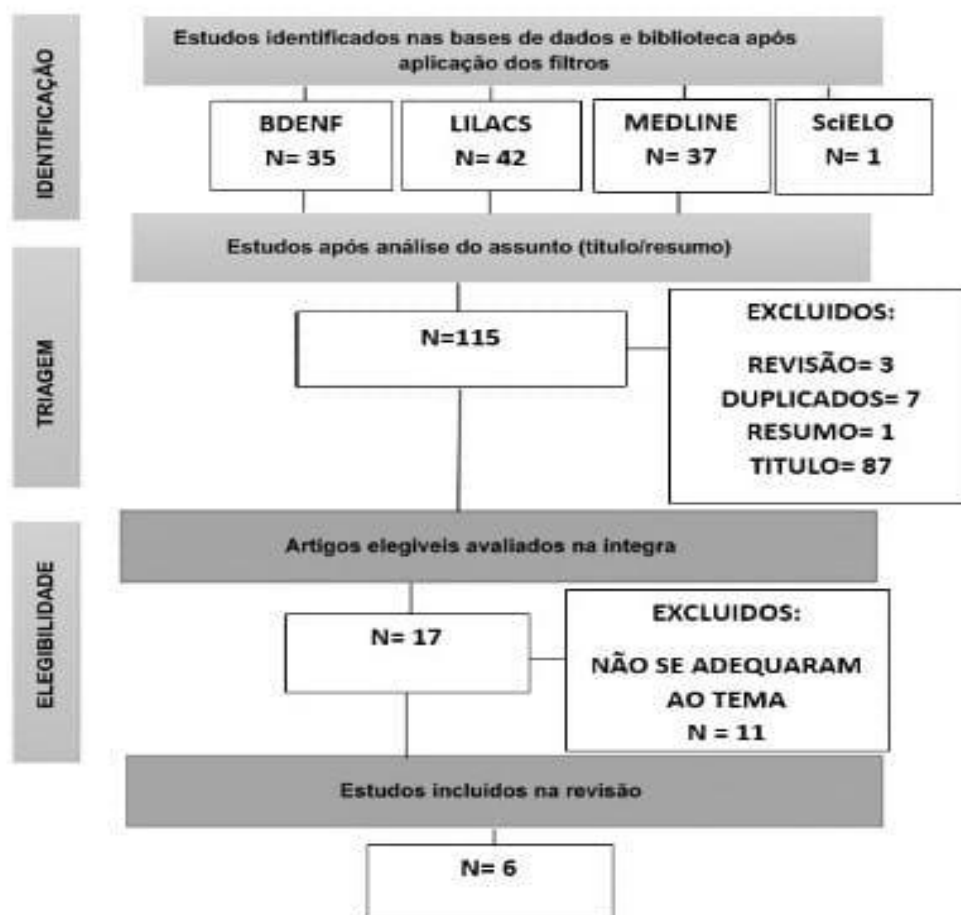 IDENTIFICAÇÃO
Estudos identificados nas bases de dados e biblioteca após
aplicação dos filtros
BDENF
N= 35
LILACS
N= 42
MEDLINE
N= 37
SciELO
N= 1
TRIAGEM
Estudos após análise do assunto (titulo/resumo)
N=115
EXCLUIDOS:
REVISÃO= 3
DUPLICADOS= 7
RESUMO= 1
TITULO= 87
ELEGIBILIDADE
Artigos elegiveis avaliados na integra
N= 17
EXCLUIDOS:
NÃO SE ADEQUARAM
AO TEMA
N = 11
Estudos incluidos na revisão
N= 6